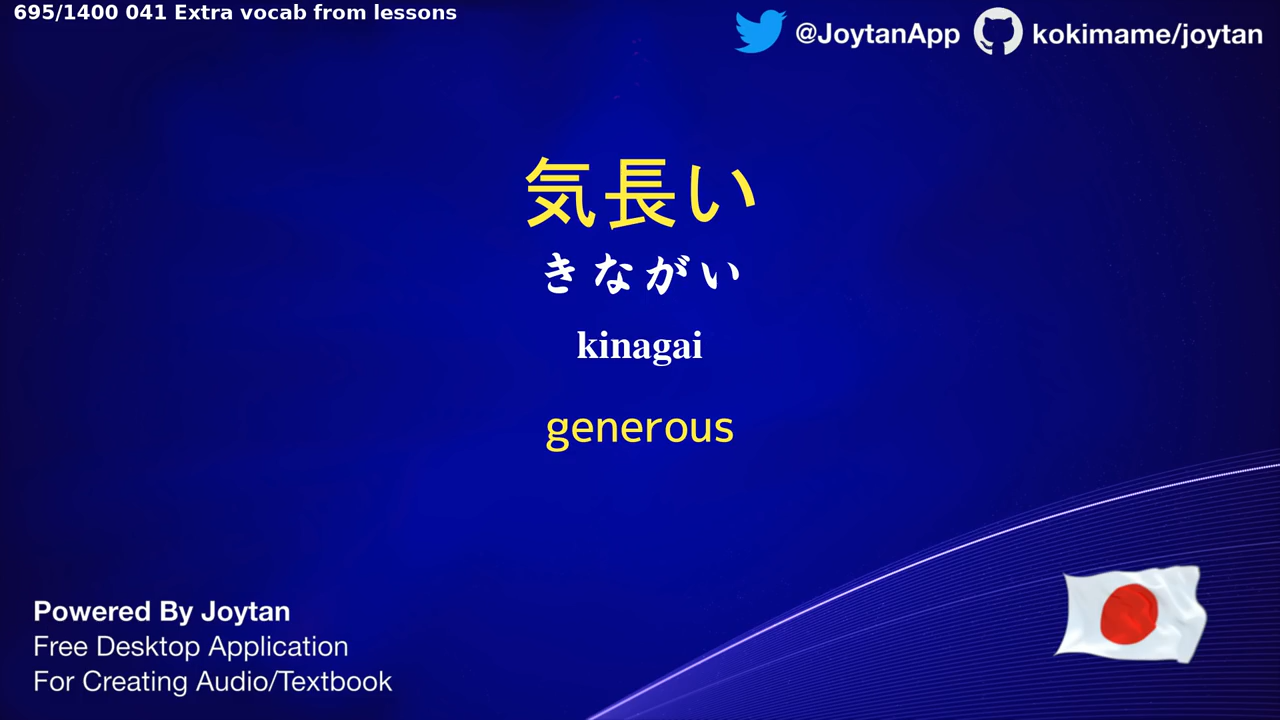 695/1400 041 Extra vocab from lessons
@JoytanApp
kokimame/joytan
気長い
きながい
kinagai
generous
Powered By Joytan
Free Desktop Application
For Creating Audio/Textbook